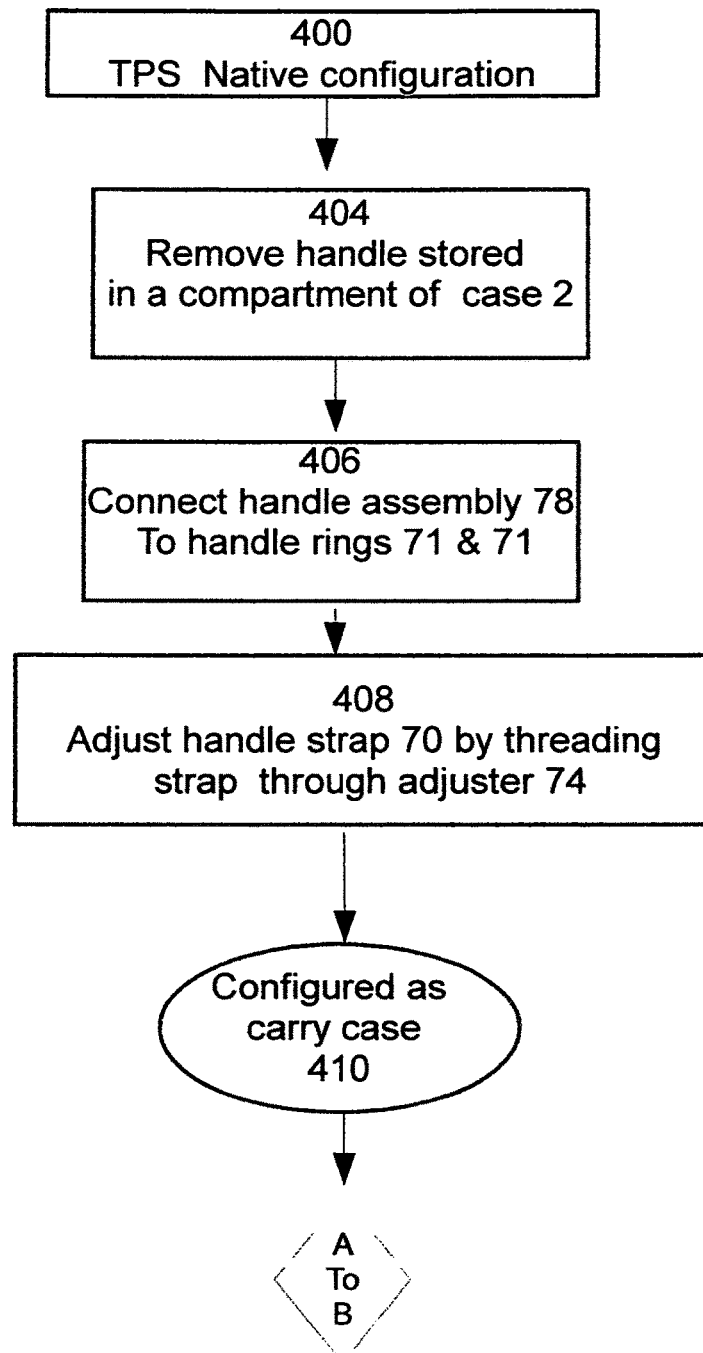 400
TPS Native configuration
404
Remove handle stored
in a compartment of case 2
406
Connect handle assembly 78
To handle rings 71 & 71
408
Adjust handle strap 70 by threading
strap through adjuster 74
Configured as
carry case
410
A
To
B